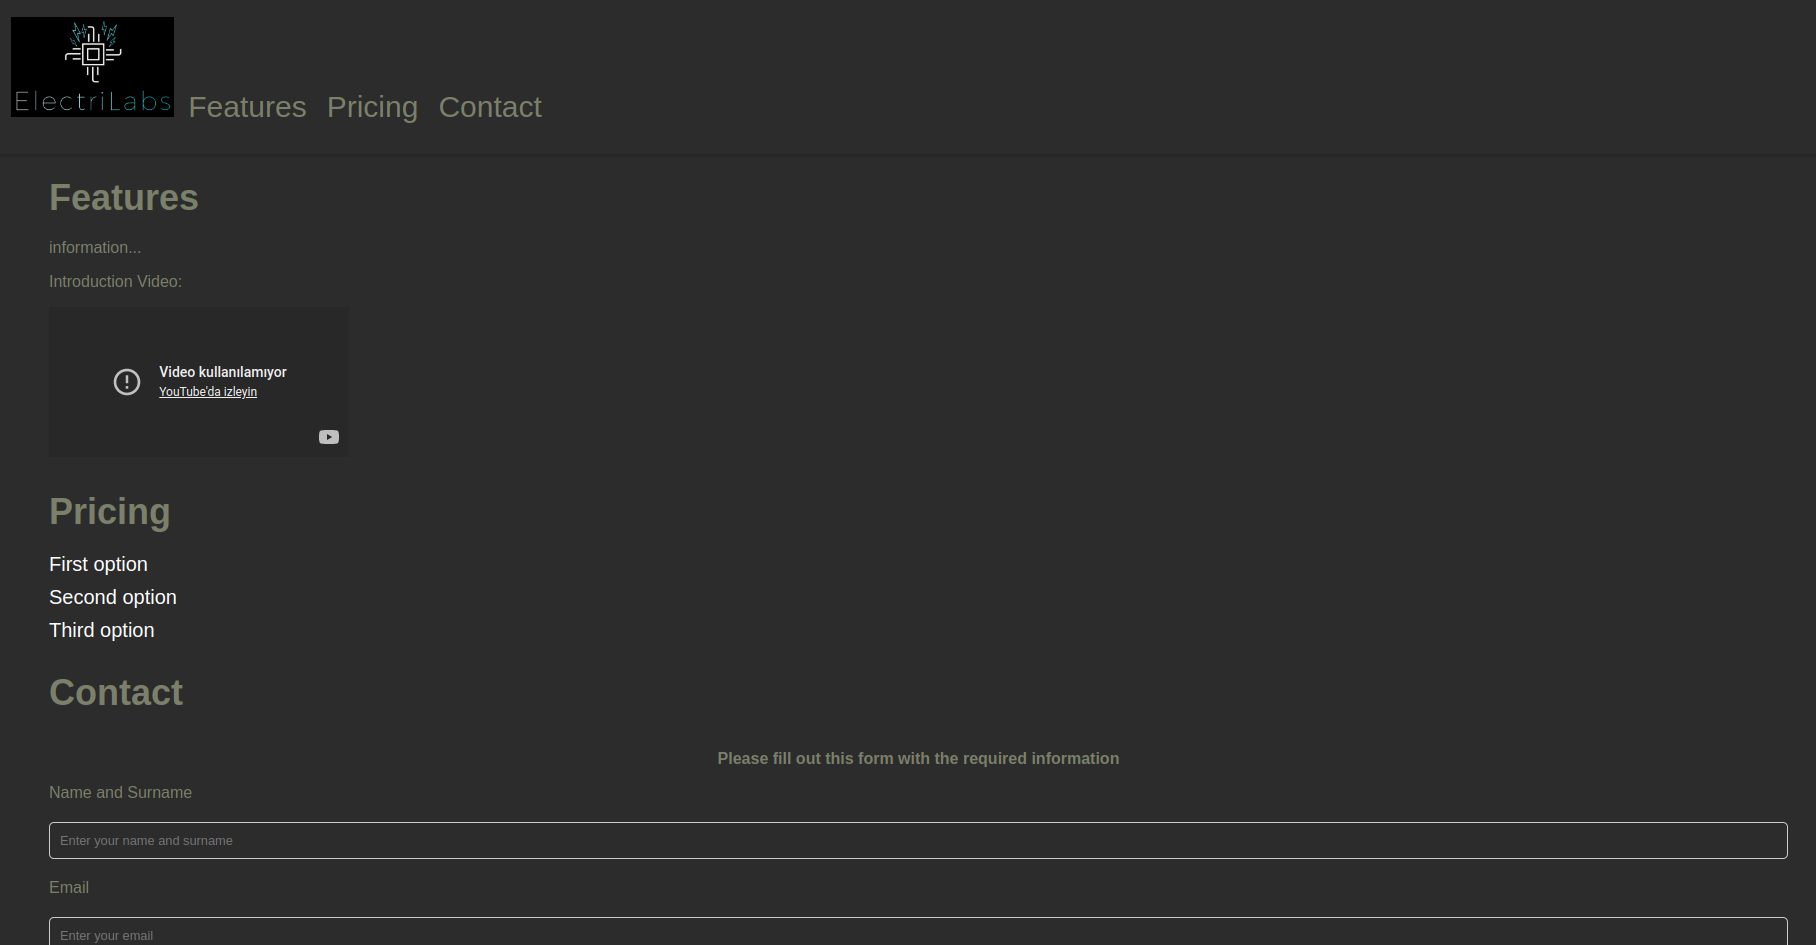 ElectriLabs
Features Pricing Contact
Features
information...
Introduction Video:
Video kullanılamıyor
YouTube'da izleyin
Pricing
First option
Second option
Third option
Contact
Please fill out this form with the required information
Name and Surname
Enter your name and surname
Email
Enter your email